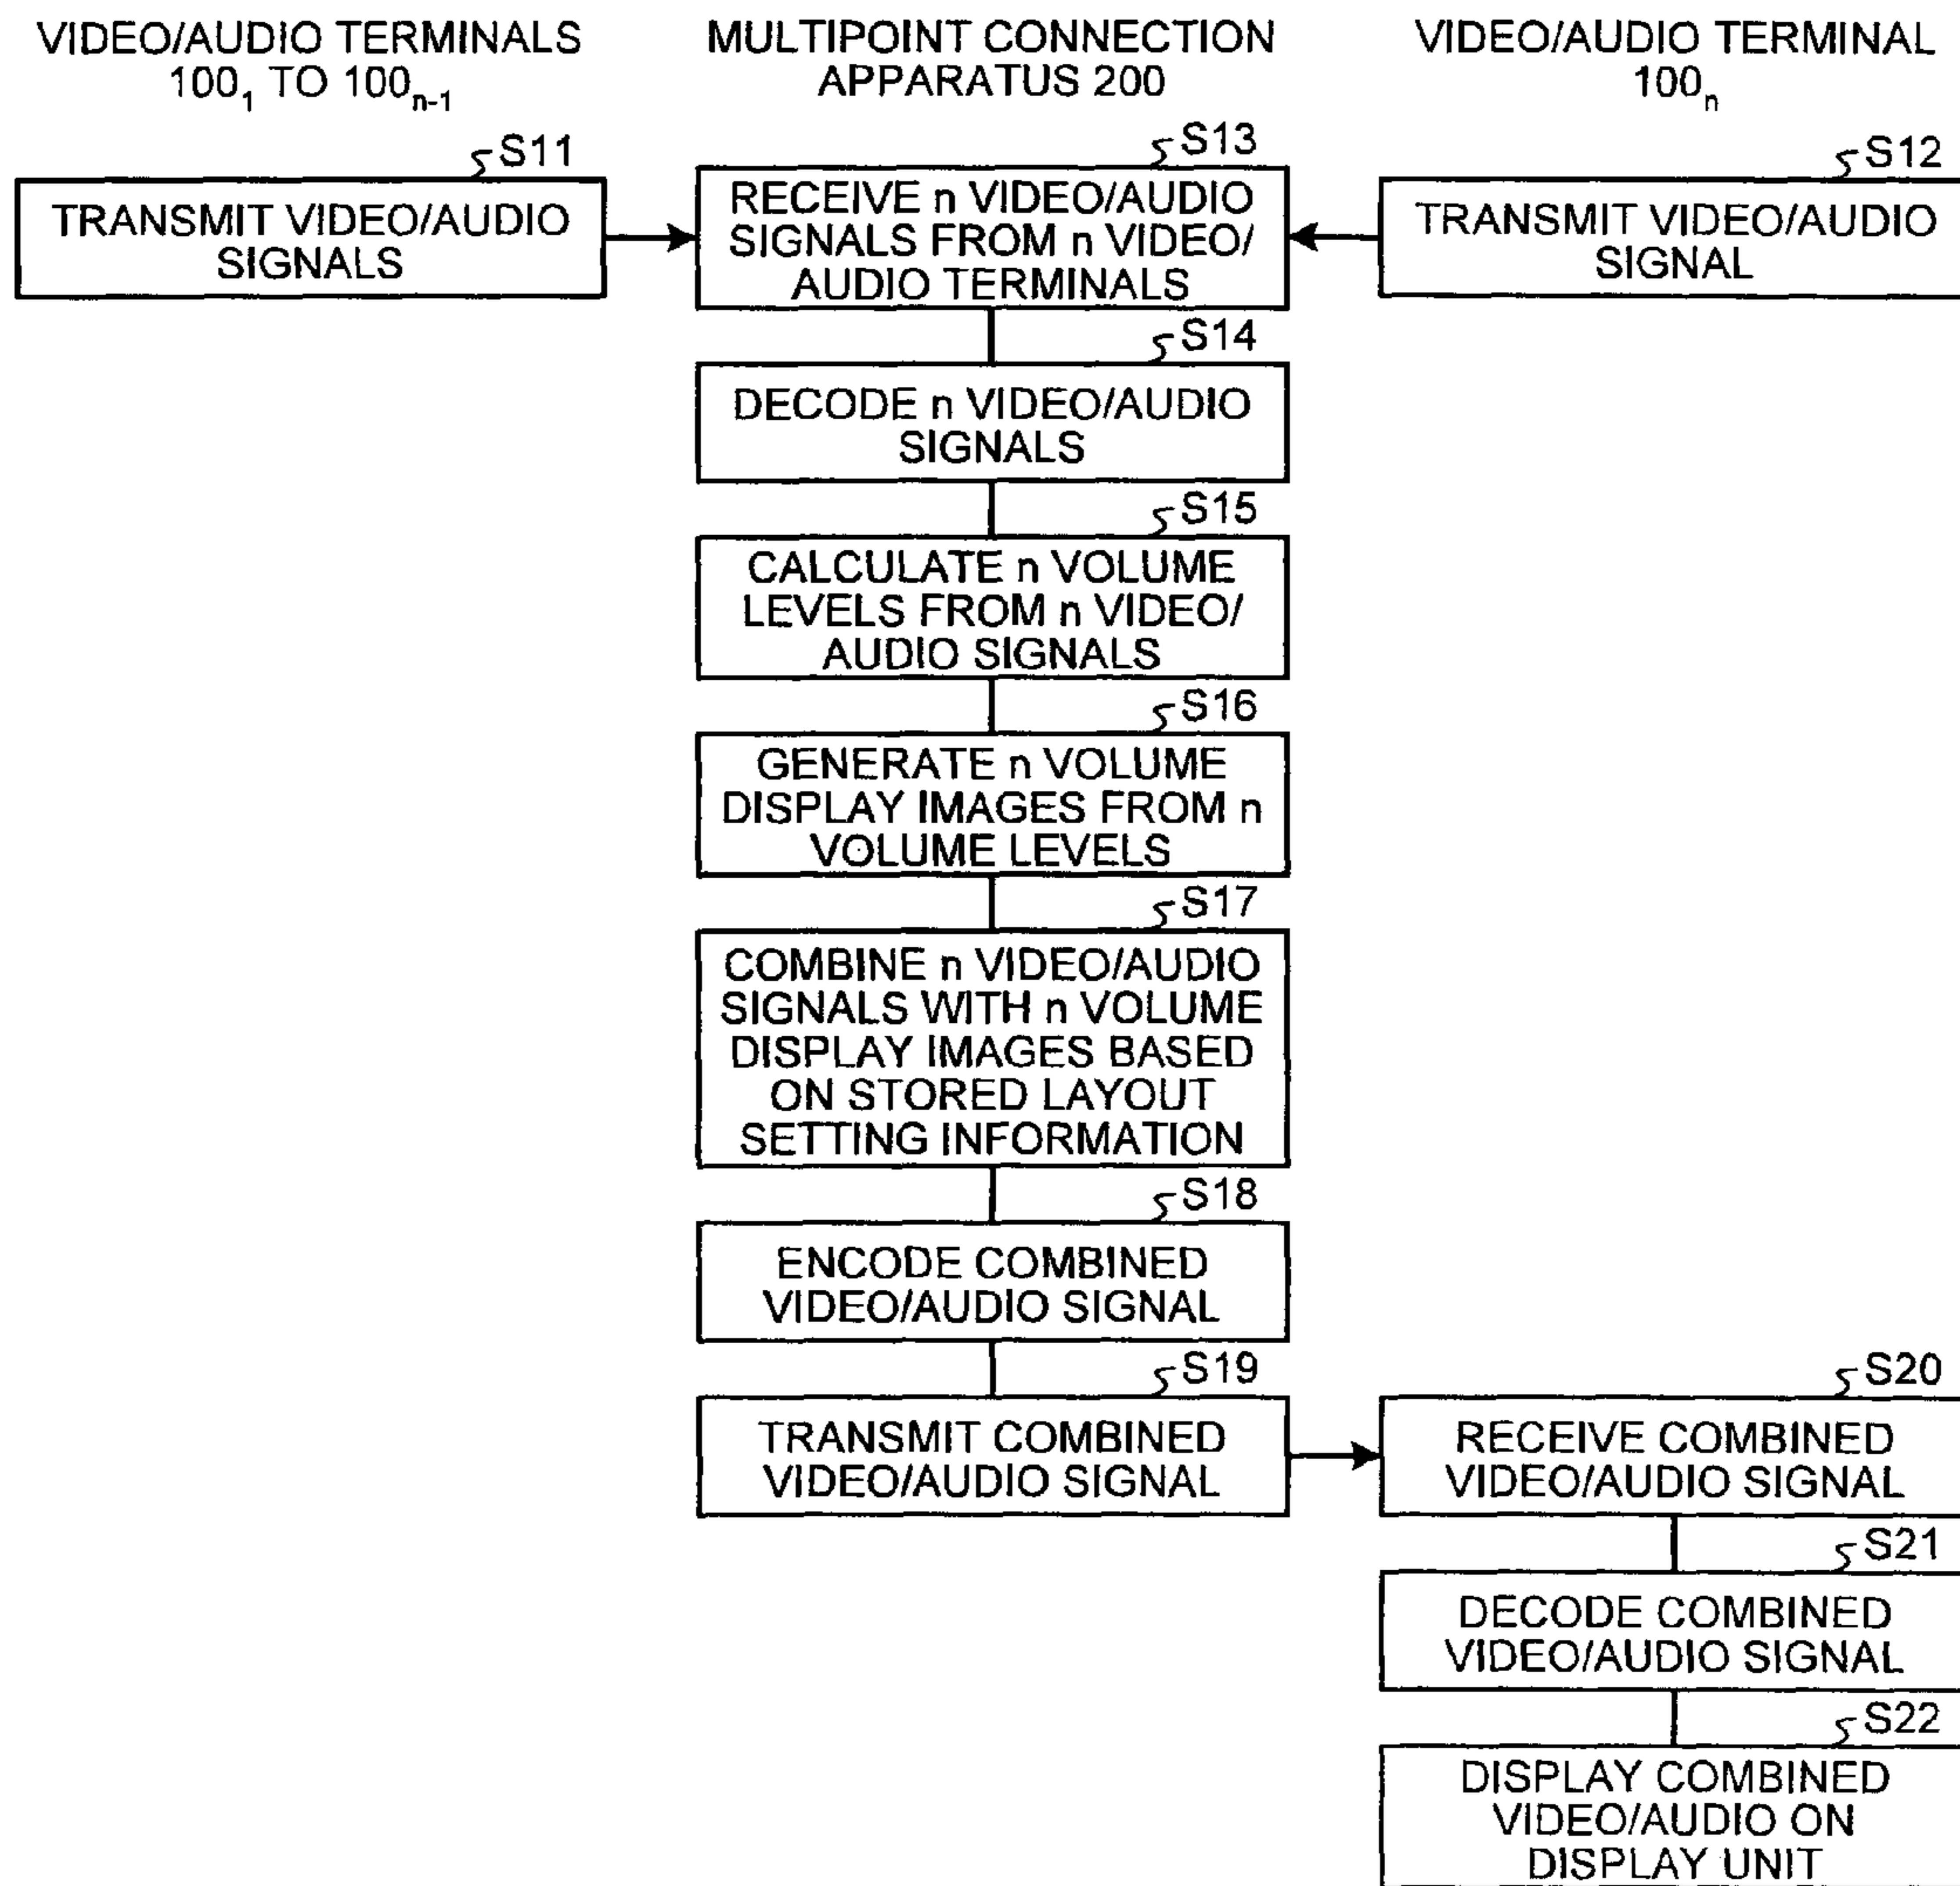 VIDEO/AUDIO TERMINALS
100₁ TO 100ₙ₋₁
MULTIPOINT CONNECTION
APPARATUS 200
VIDEO/AUDIO TERMINAL
100ₙ
S11
TRANSMIT VIDEO/AUDIO
SIGNALS
S13
RECEIVE n VIDEO/AUDIO
SIGNALS FROM n VIDEO/
AUDIO TERMINALS
S12
TRANSMIT VIDEO/AUDIO
SIGNAL
S14
DECODE n VIDEO/AUDIO
SIGNALS
S15
CALCULATE n VOLUME
LEVELS FROM n VIDEO/
AUDIO SIGNALS
S16
GENERATE n VOLUME
DISPLAY IMAGES FROM n
VOLUME LEVELS
S17
COMBINE n VIDEO/AUDIO
SIGNALS WITH n VOLUME
DISPLAY IMAGES BASED
ON STORED LAYOUT
SETTING INFORMATION
S18
ENCODE COMBINED
VIDEO/AUDIO SIGNAL
S19
TRANSMIT COMBINED
VIDEO/AUDIO SIGNAL
S20
RECEIVE COMBINED
VIDEO/AUDIO SIGNAL
S21
DECODE COMBINED
VIDEO/AUDIO SIGNAL
S22
DISPLAY COMBINED
VIDEO/AUDIO ON
DISPLAY UNIT